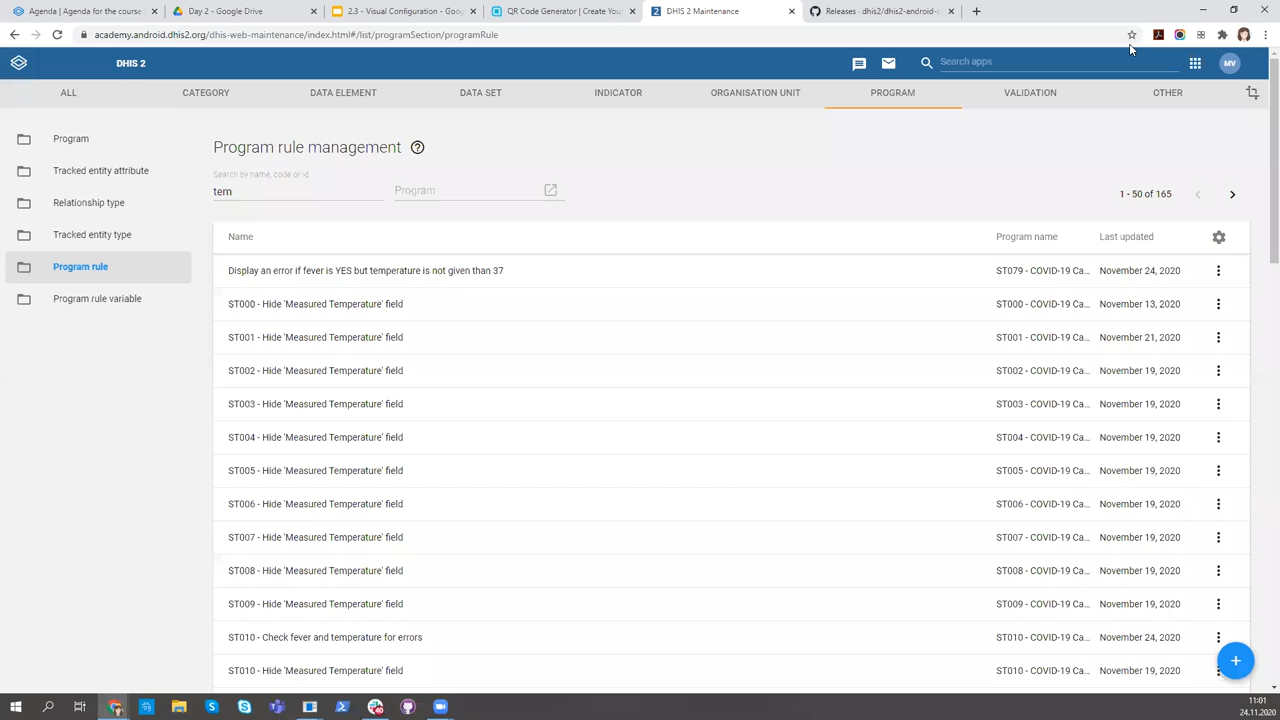 Agenda | Agenda for the course |
Day 2 - Google Drive
2.3 - Visual Configuration - Goog
QR Code Generator | Create You
DHIS 2 Maintenance
Releases · dhis2/dhis2-android-c
academy.android.dhis2.org/dhis-web-maintenance/index.html#/list/programSection/programRule
DHIS 2
Search apps
MV
ALL
CATEGORY
DATA ELEMENT
DATA SET
INDICATOR
ORGANISATION UNIT
PROGRAM
VALIDATION
OTHER
Program
Tracked entity attribute
Relationship type
Tracked entity type
Program rule
Program rule variable
Program rule management
Search by name, code or id
tem
Program
1 - 50 of 165
Name Program name Last updated
Display an error if fever is YES but temperature is not given than 37 ST079 - COVID-19 Ca... November 24, 2020
ST000 - Hide 'Measured Temperature' field ST000 - COVID-19 Ca... November 13, 2020
ST001 - Hide 'Measured Temperature' field ST001 - COVID-19 Ca... November 21, 2020
ST002 - Hide 'Measured Temperature' field ST002 - COVID-19 Ca... November 19, 2020
ST003 - Hide 'Measured Temperature' field ST003 - COVID-19 Ca... November 19, 2020
ST004 - Hide 'Measured Temperature' field ST004 - COVID-19 Ca... November 19, 2020
ST005 - Hide 'Measured Temperature' field ST005 - COVID-19 Ca... November 19, 2020
ST006 - Hide 'Measured Temperature' field ST006 - COVID-19 Ca... November 19, 2020
ST007 - Hide 'Measured Temperature' field ST007 - COVID-19 Ca... November 19, 2020
ST008 - Hide 'Measured Temperature' field ST008 - COVID-19 Ca... November 19, 2020
ST009 - Hide 'Measured Temperature' field ST009 - COVID-19 Ca... November 19, 2020
ST010 - Check fever and temperature for errors ST010 - COVID-19 Ca... November 24, 2020
ST010 - Hide 'Measured Temperature' field ST010 - COVID-19 Ca... November 19, 2020
11:01
24.11.2020